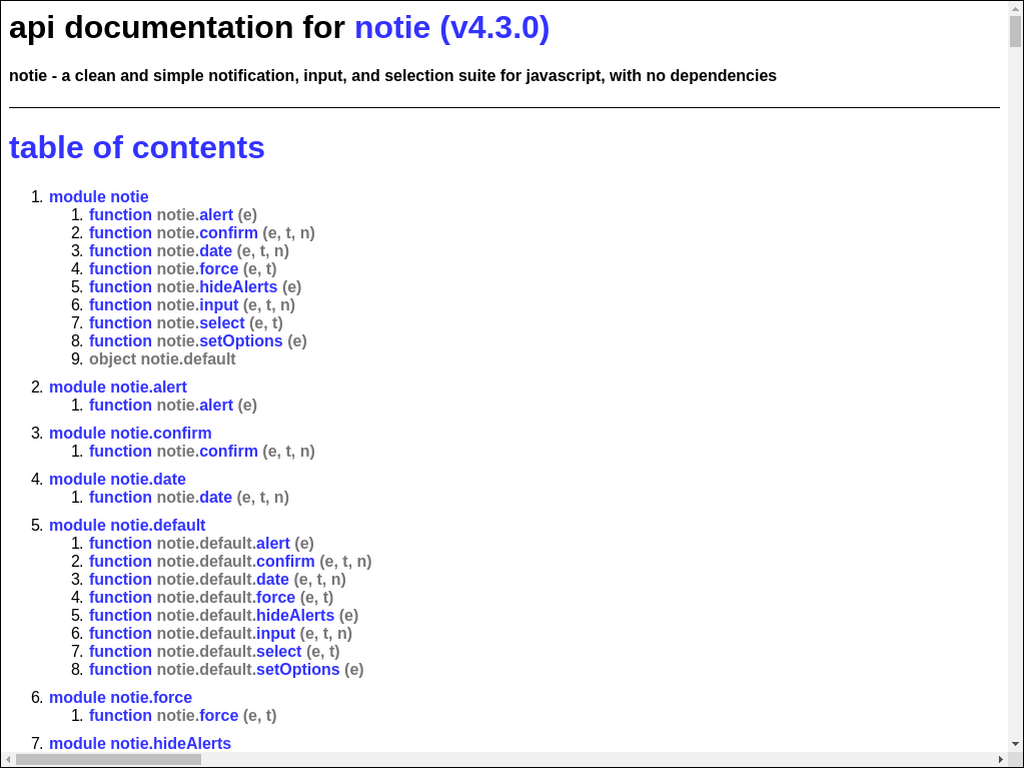 api documentation for notie (v4.3.0)
notie - a clean and simple notification, input, and selection suite for javascript, with no dependencies
table of contents
1. module notie
1. function notie.alert (e)
2. function notie.confirm (e, t, n)
3. function notie.date (e, t, n)
4. function notie.force (e, t)
5. function notie.hideAlerts (e)
6. function notie.input (e, t, n)
7. function notie.select (e, t)
8. function notie.setOptions (e)
9. object notie.default
2. module notie.alert
1. function notie.alert (e)
3. module notie.confirm
1. function notie.confirm (e, t, n)
4. module notie.date
1. function notie.date (e, t, n)
5. module notie.default
1. function notie.default.alert (e)
2. function notie.default.confirm (e, t, n)
3. function notie.default.date (e, t, n)
4. function notie.default.force (e, t)
5. function notie.default.hideAlerts (e)
6. function notie.default.input (e, t, n)
7. function notie.default.select (e, t)
8. function notie.default.setOptions (e)
6. module notie.force
1. function notie.force (e, t)
7. module notie.hideAlerts